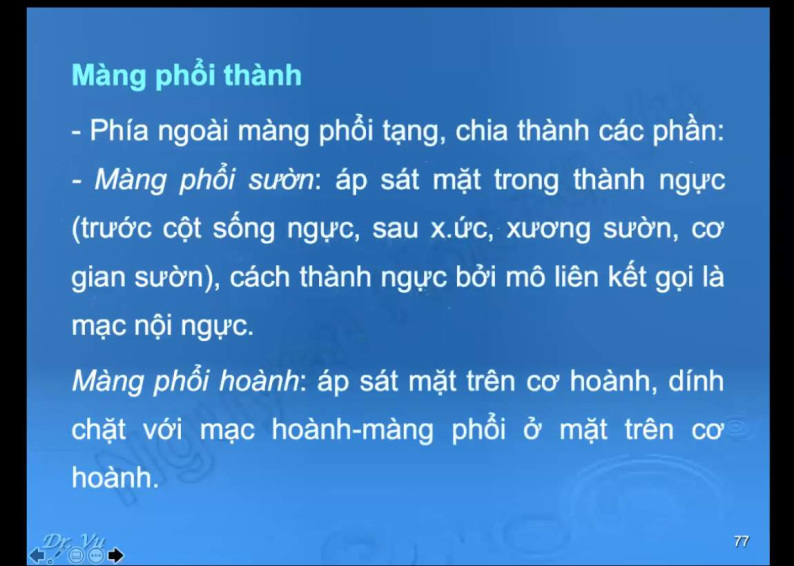 Màng phổi thành
- Phía ngoài màng phổi tạng, chia thành các phần:
- Màng phổi sườn: áp sát mặt trong thành ngực
(trước cột sống ngực, sau x.ức, xương sườn, cơ
gian sườn), cách thành ngực bởi mô liên kết gọi là
mạc nội ngực.
Màng phổi hoành: áp sát mặt trên cơ hoành, dính
chặt với mạc hoành-màng phổi ở mặt trên cơ
hoành.
Dr. Vu
77